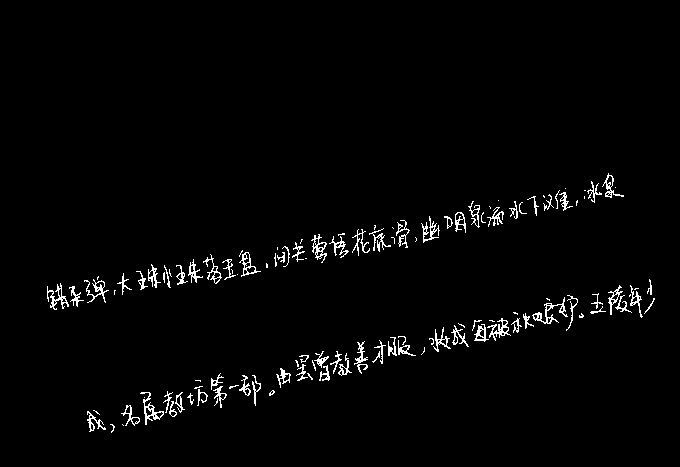 错杂弹,大珠小珠落玉盘,间关莺语花底滑,幽咽泉流水下难,冰泉
成,名属教坊第一部。曲罢曾教善才服,妆成每被秋娘妒。五陵年少